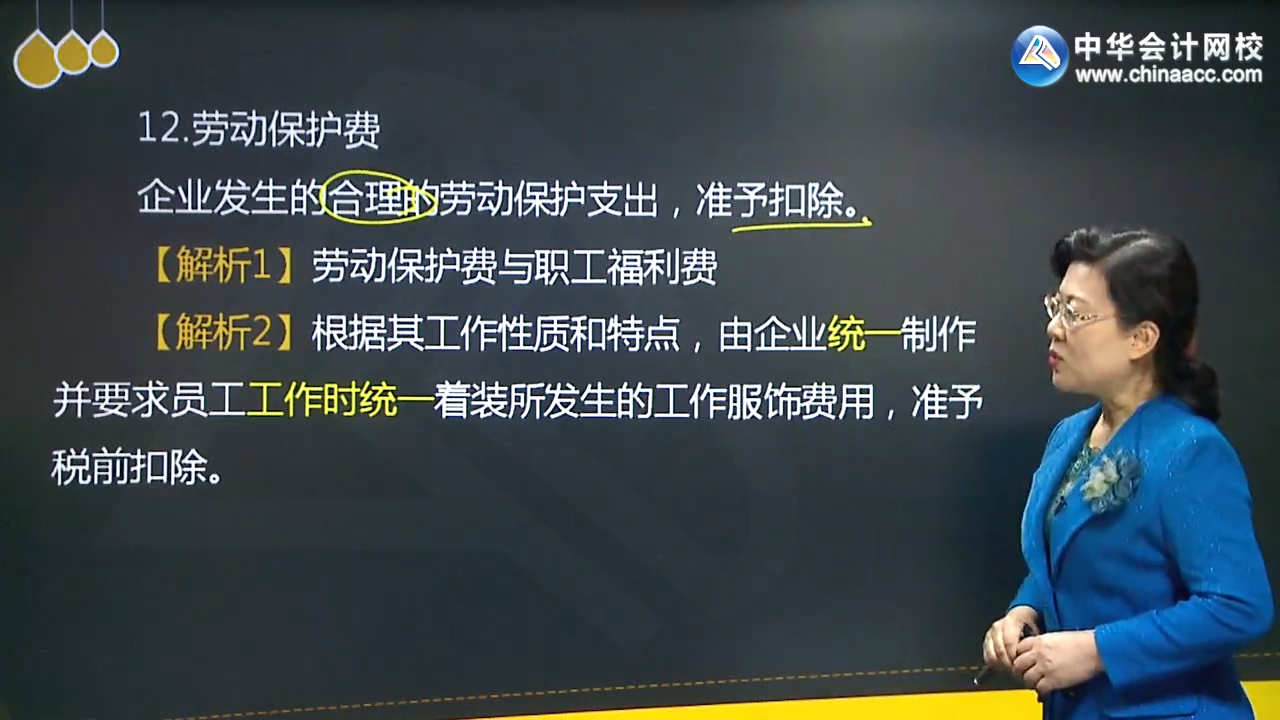 中华会计网校
www.chinaacc.com
12.劳动保护费
企业发生的合理的劳动保护支出，准予扣除。
【解析1】劳动保护费与职工福利费
【解析2】根据其工作性质和特点，由企业统一制作
并要求员工工作时统一着装所发生的工作服饰费用，准予
税前扣除。